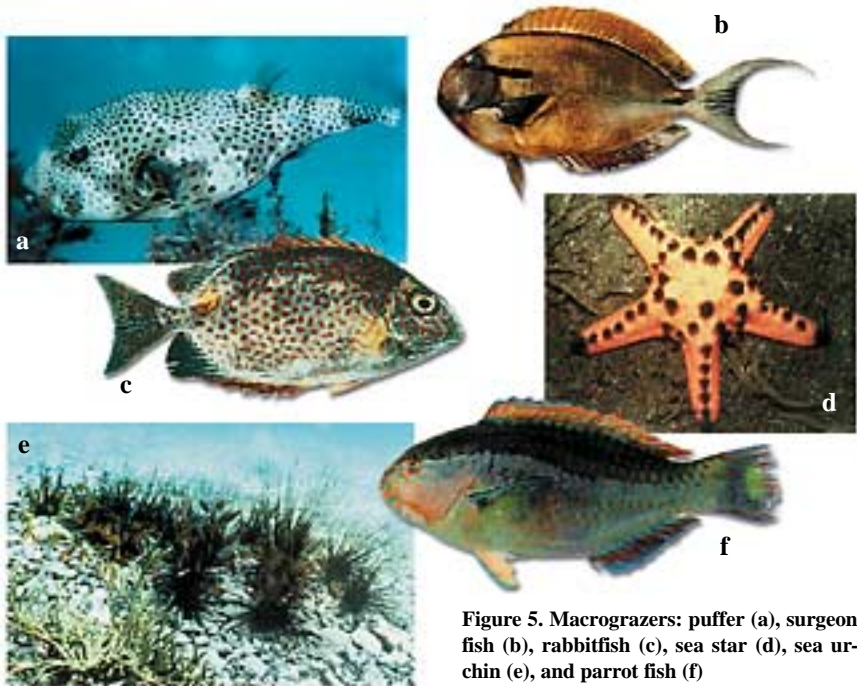 b
a
c
d
e
f
Figure 5. Macrograzers: puffer (a), surgeon
fish (b), rabbitfish (c), sea star (d), sea ur-
chin (e), and parrot fish (f)